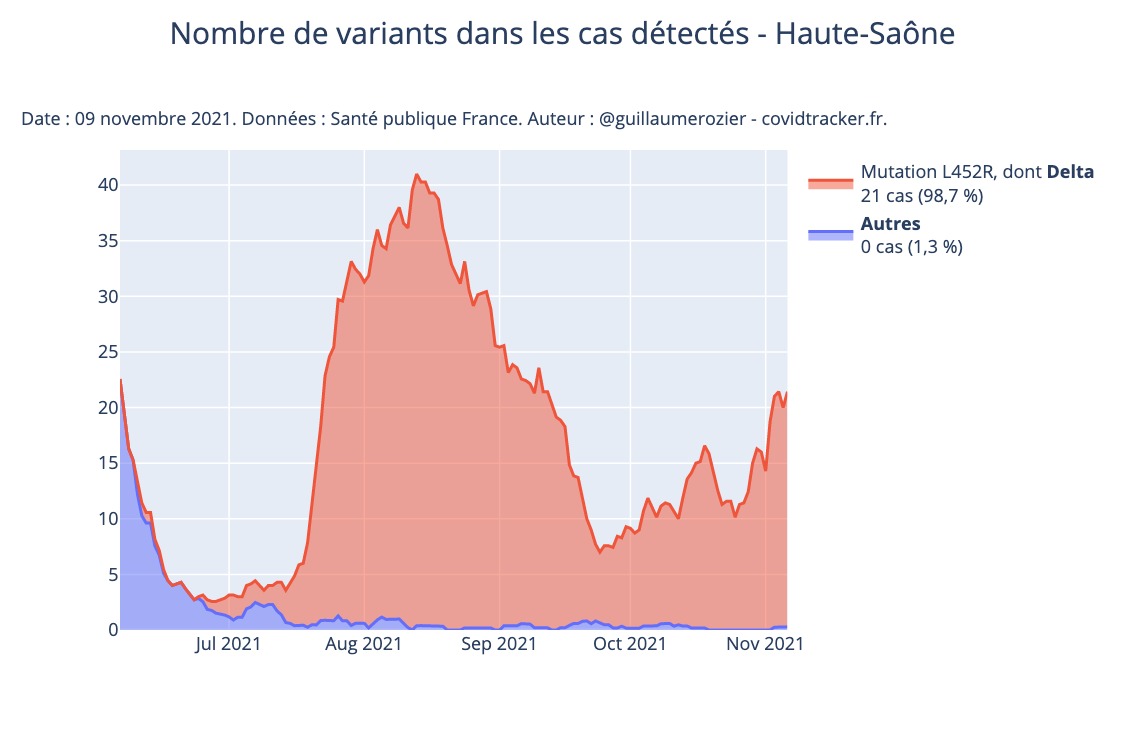 Nombre de variants dans les cas détectés - Haute-Saône
Date : 09 novembre 2021. Données : Santé publique France. Auteur : @guillaumerozier - covidtracker.fr.
Mutation L452R, dont Delta
21 cas (98,7 %)
Autres
0 cas (1,3 %)
40
35
30
25
20
15
10
5
0
Jul 2021
Aug 2021
Sep 2021
Oct 2021
Nov 2021